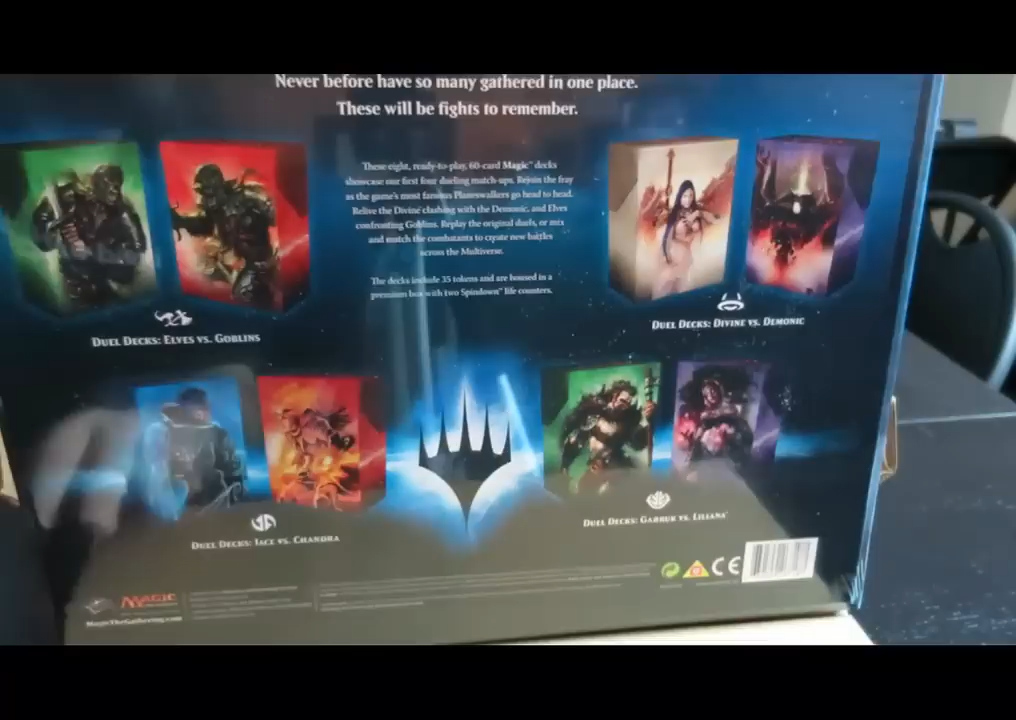 Never before have so many gathered in one place.
These will be fights to remember.
These eight, ready-to-play, 60-card Magic™ decks
showcase our first four dueling match-ups. Rejoin the fray
as the game's most famous Planeswalkers go head to head.
Relive the Divine clashing with the Demonic, and Elves
confronting Goblins. Replay the original duels, or mix
and match the combatants to create new battles
across the Multiverse.
The decks include 35 tokens and are housed in a
premium box with two Spindown™ life counters.
DUEL DECKS: ELVES VS. GOBLINS
DUEL DECKS: DIVINE VS. DEMONIC
DUEL DECKS: JACE VS. CHANDRA
DUEL DECKS: GARRUK VS. LILIANA
MAGIC
MagicTheGathering.com
CE